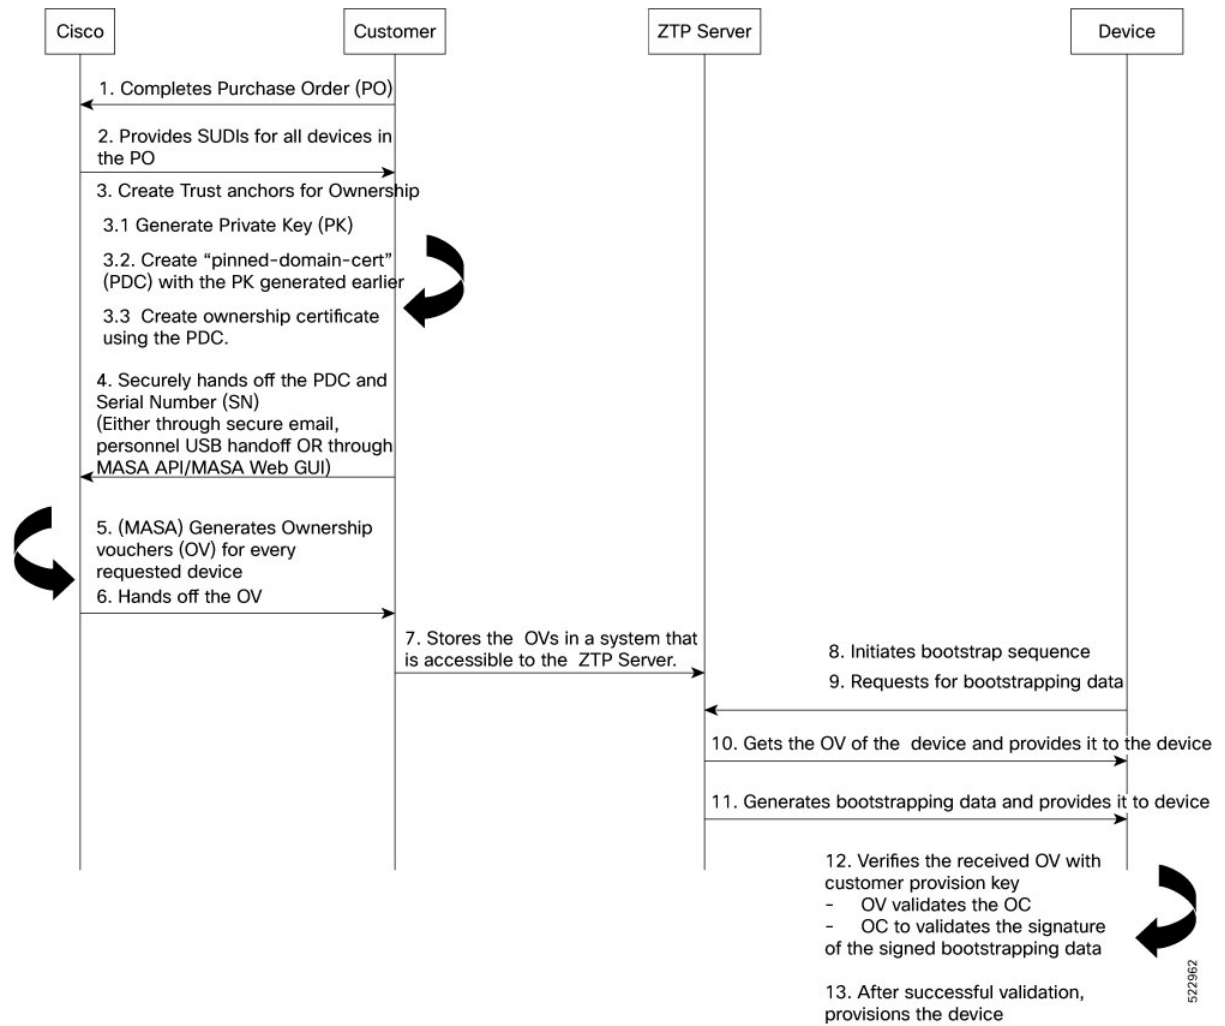 Cisco
Customer
ZTP Server
Device
1. Completes Purchase Order (PO)
2. Provides SUDIs for all devices in
the PO
3. Create Trust anchors for Ownership
3.1 Generate Private Key (PK)
3.2. Create “pinned-domain-cert”
(PDC) with the PK generated earlier
3.3 Create ownership certificate
using the PDC.
4. Securely hands off the PDC and
Serial Number (SN)
(Either through secure email,
personnel USB handoff OR through
MASA API/MASA Web GUI)
5. (MASA) Generates Ownership
vouchers (OV) for every
requested device
6. Hands off the OV
7. Stores the OVs in a system that
is accessible to the ZTP Server.
8. Initiates bootstrap sequence
9. Requests for bootstrapping data
10. Gets the OV of the device and provides it to the device
11. Generates bootstrapping data and provides it to device
12. Verifies the received OV with
customer provision key
- OV validates the OC
- OC to validates the signature
of the signed bootstrapping data
13. After successful validation,
provisions the device
522962